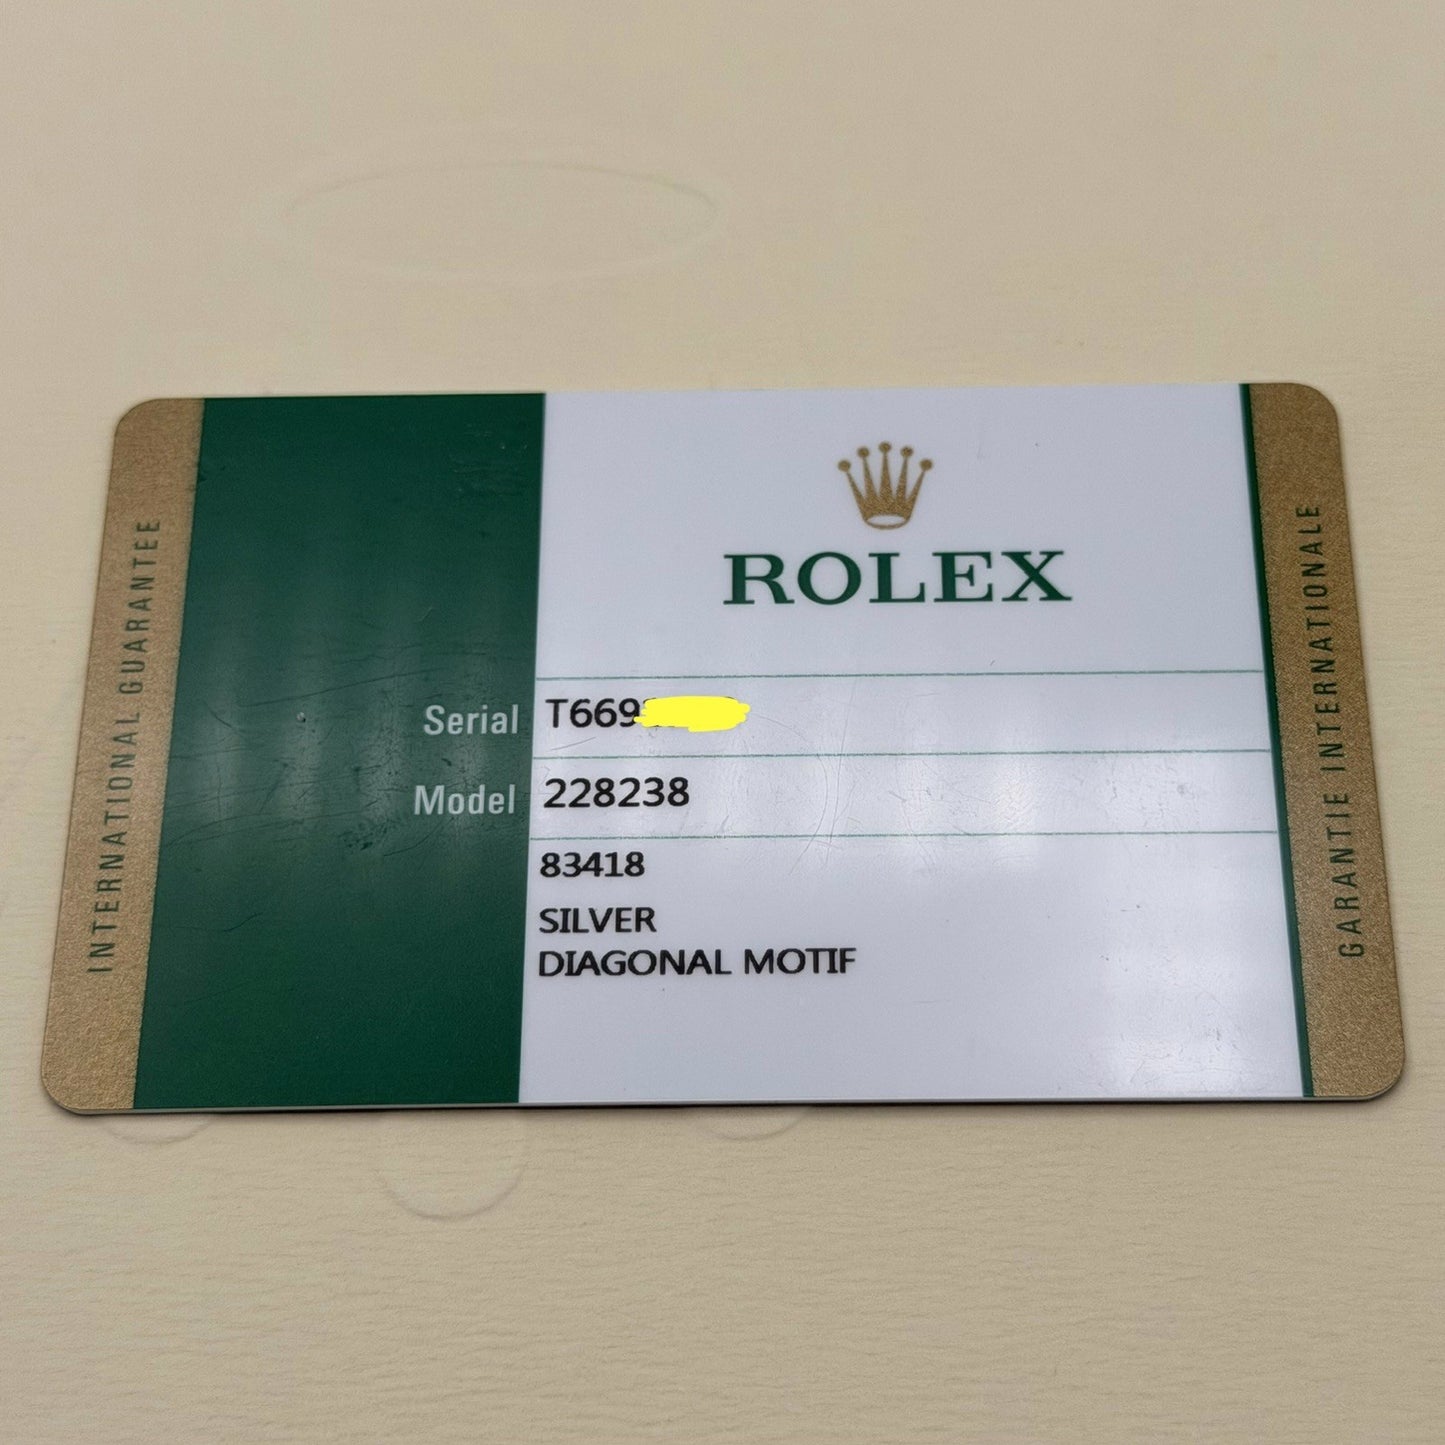 INTERNATIONAL GUARANTEE
ROLEX
Serial T669
Model 228238
83418
SILVER
DIAGONAL MOTIF
GARANTIE INTERNATIONALE